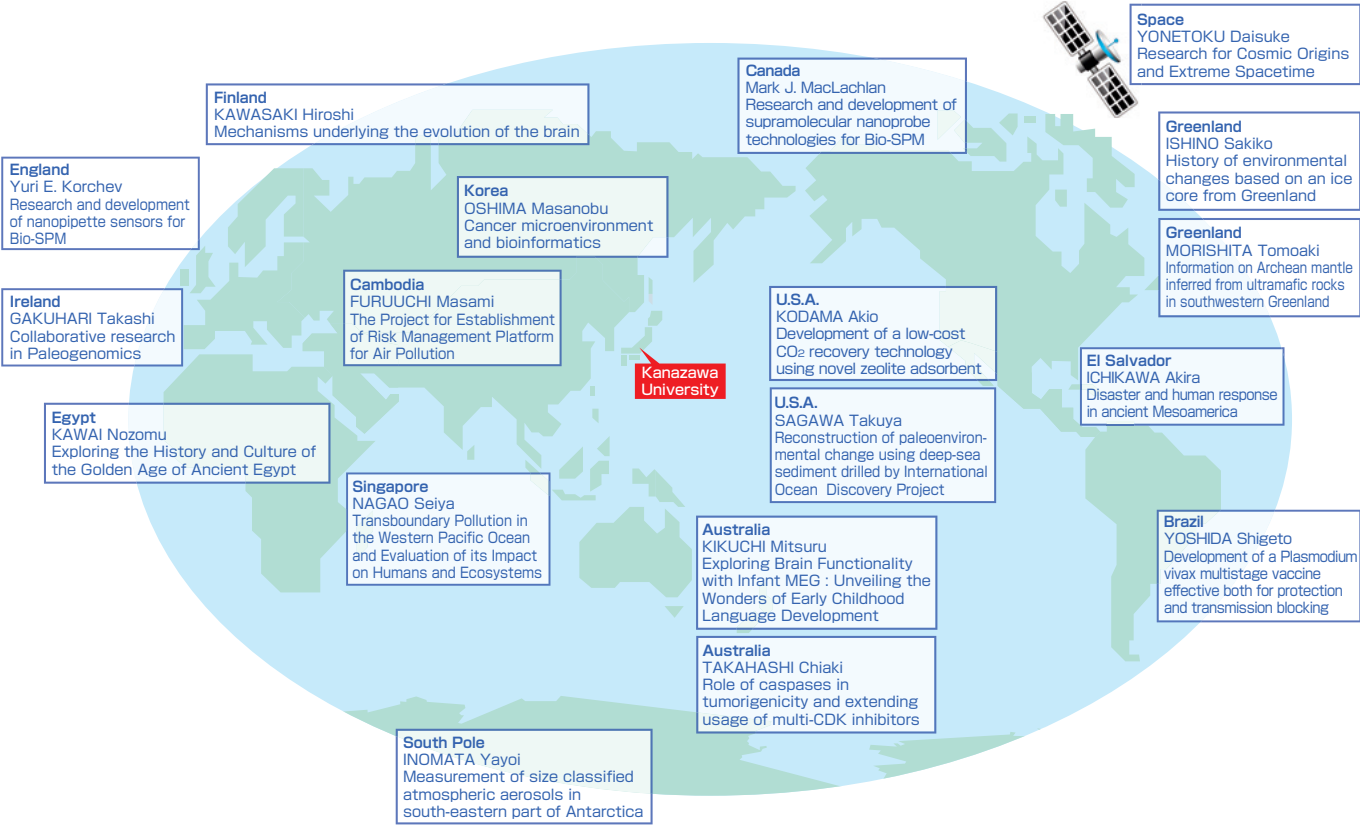 Space
YONETOKU Daisuke
Research for Cosmic Origins
and Extreme Spacetime
Canada
Mark J. MacLachlan
Research and development of
supramolecular nanoprobe
technologies for Bio-SPM
Finland
KAWASAKI Hiroshi
Mechanisms underlying the evolution of the brain
Greenland
ISHINO Sakiko
History of environmental
changes based on an ice
core from Greenland
England
Yuri E. Korchev
Research and development
of nanopipette sensors for
Bio-SPM
Korea
OSHIMA Masanobu
Cancer microenvironment
and bioinformatics
Greenland
MORISHITA Tomoaki
Information on Archean mantle
inferred from ultramafic rocks
in southwestern Greenland
Ireland
GAKUHARI Takashi
Collaborative research
in Paleogenomics
Cambodia
FURUUCHI Masami
The Project for Establishment
of Risk Management Platform
for Air Pollution
U.S.A.
KODAMA Akio
Development of a low-cost
CO2 recovery technology
using novel zeolite adsorbent
El Salvador
ICHIKAWA Akira
Disaster and human response
in ancient Mesoamerica
Kanazawa
University
U.S.A.
SAGAWA Takuya
Reconstruction of paleoenviron-
mental change using deep-sea
sediment drilled by International
Ocean Discovery Project
Egypt
KAWAI Nozomu
Exploring the History and Culture of
the Golden Age of Ancient Egypt
Singapore
NAGAO Seiya
Transboundary Pollution in
the Western Pacific Ocean
and Evaluation of its Impact
on Humans and Ecosystems
Australia
KIKUCHI Mitsuru
Exploring Brain Functionality
with Infant MEG : Unveiling the
Wonders of Early Childhood
Language Development
Brazil
YOSHIDA Shigeto
Development of a Plasmodium
vivax multistage vaccine
effective both for protection
and transmission blocking
Australia
TAKAHASHI Chiaki
Role of caspases in
tumorigenicity and extending
usage of multi-CDK inhibitors
South Pole
INOMATA Yayoi
Measurement of size classified
atmospheric aerosols in
south-eastern part of Antarctica